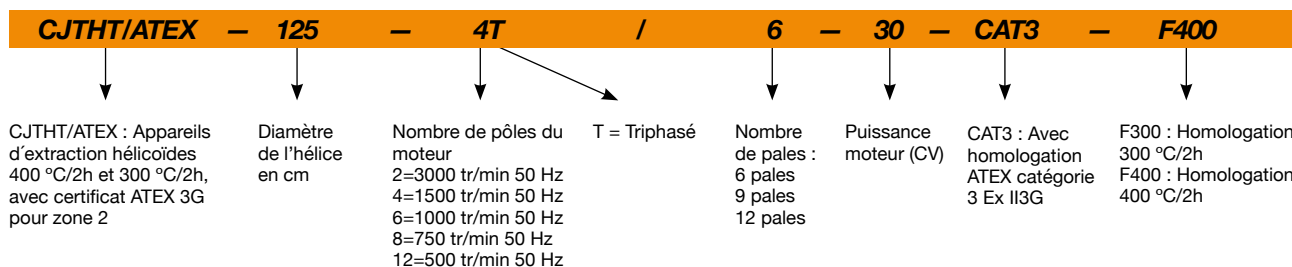 CJTHT/ATEX — 125 — 4T / 6 — 30 — CAT3 — F400
CJTHT/ATEX : Appareils
d´extraction hélicoïdes
400 ºC/2h et 300 ºC/2h,
avec certificat ATEX 3G
pour zone 2
Diamètre
de l’hélice
en cm
Nombre de pôles du
moteur
2=3000 tr/min 50 Hz
4=1500 tr/min 50 Hz
6=1000 tr/min 50 Hz
8=750 tr/min 50 Hz
12=500 tr/min 50 Hz
T = Triphasé
Nombre
de pales :
6 pales
9 pales
12 pales
Puissance
moteur (CV)
CAT3 : Avec
homologation
ATEX catégorie
3 Ex II3G
F300 : Homologation
300 ºC/2h
F400 : Homologation
400 ºC/2h